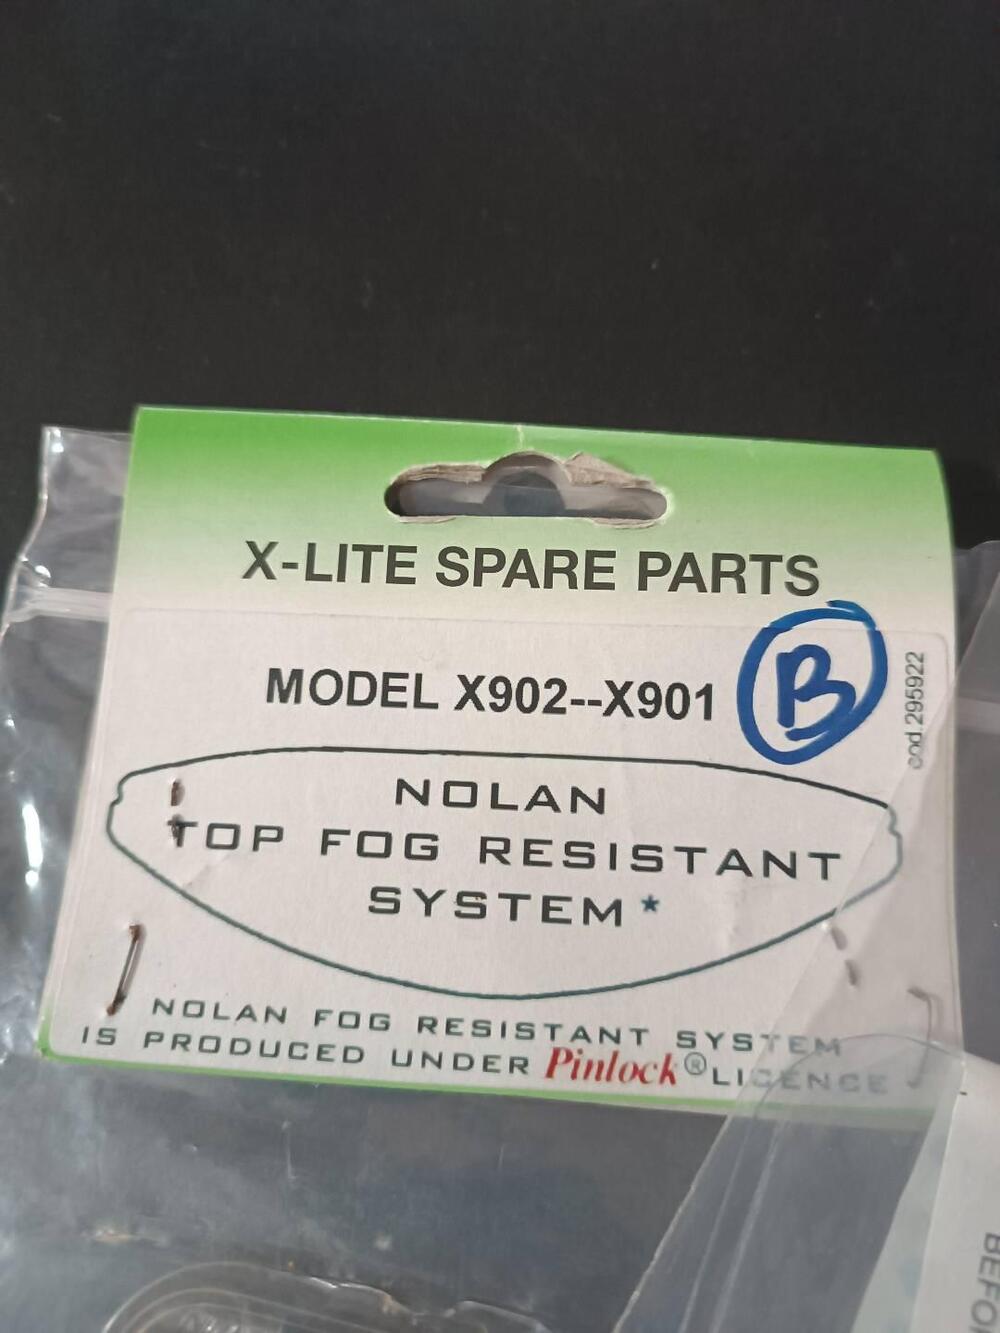 X-LITE SPARE PARTS
MODEL X902--X901
B
cod.295922
NOLAN
TOP FOG RESISTANT
SYSTEM*
NOLAN FOG RESISTANT SYSTEM
IS PRODUCED UNDER Pinlock® LICENCE